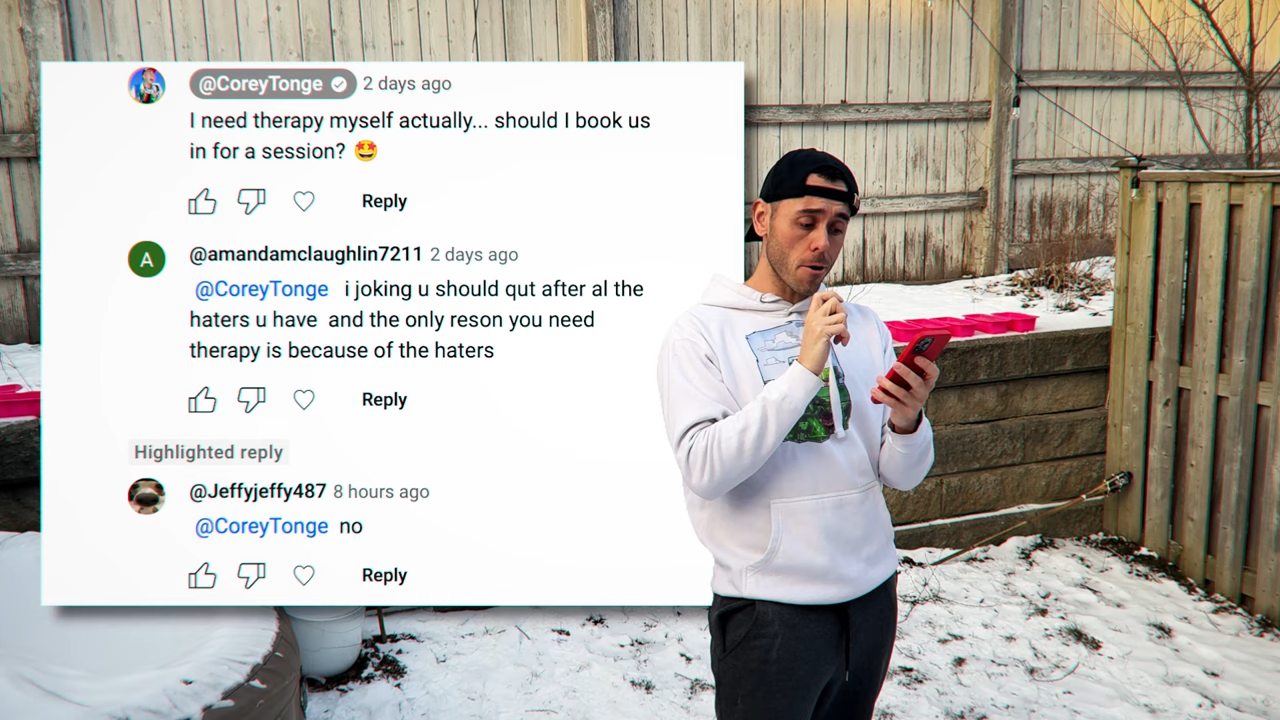 @CoreyTonge 2 days ago
I need therapy myself actually... should I book us
in for a session? 🤩
Reply
@amandamclaughlin7211 2 days ago
A
@CoreyTonge i joking u should qut after al the
haters u have and the only reson you need
therapy is because of the haters
Reply
Highlighted reply
@Jeffyjeffy487 8 hours ago
@CoreyTonge no
Reply